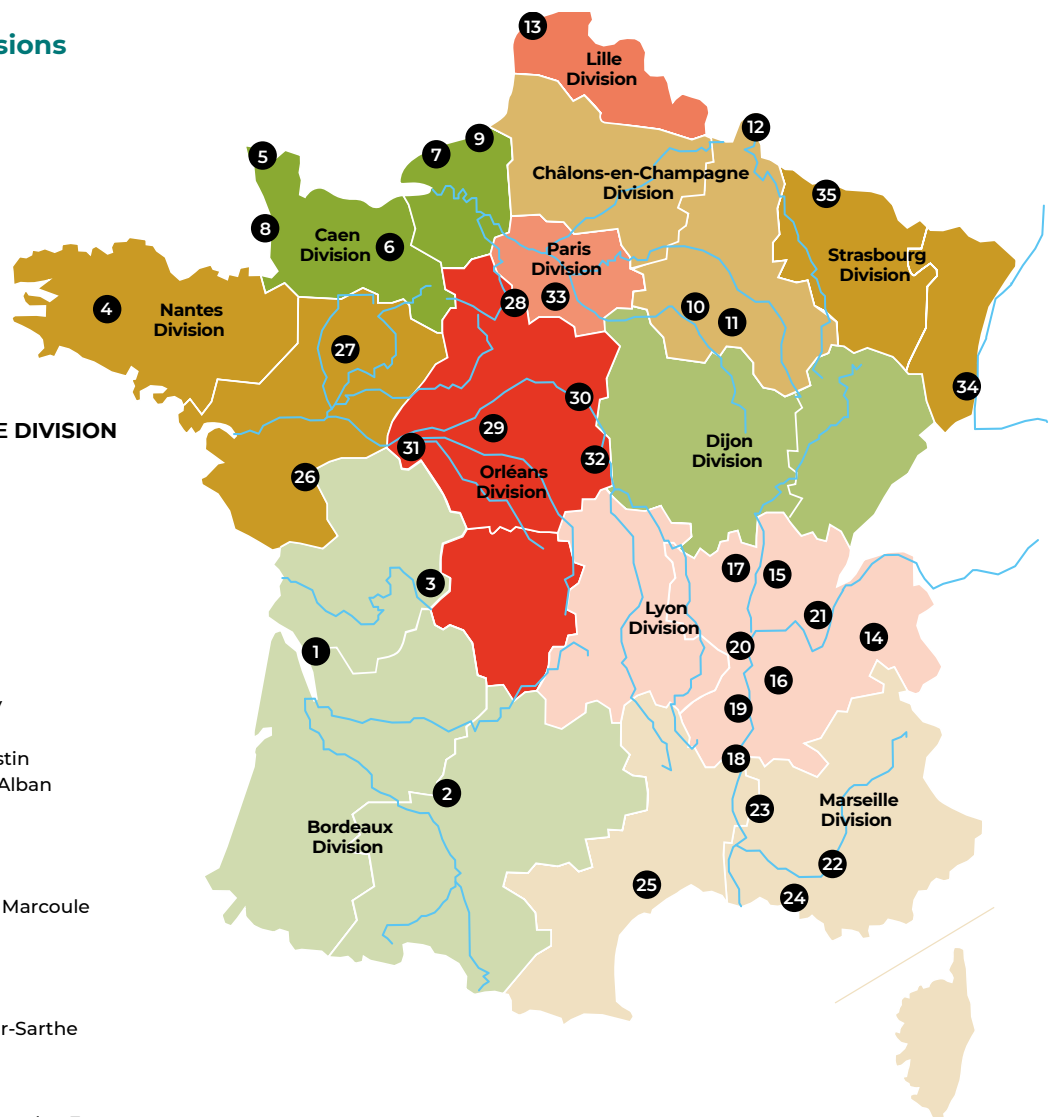 sions
13
Lille
Division
12
9
7
5
Châlons-en-Champagne
Division
35
8
Caen
Division
6
Paris
Division
Strasbourg
Division
4
Nantes
Division
28
33
10
11
27
34
30
29
E DIVISION
31
Orléans
Division
32
Dijon
Division
26
3
17
15
Lyon
Division
21
14
20
1
16
19
stin
18
Alban
2
23
Marseille
Division
Bordeaux
Division
22
25
24
Marcoule
r-Sarthe